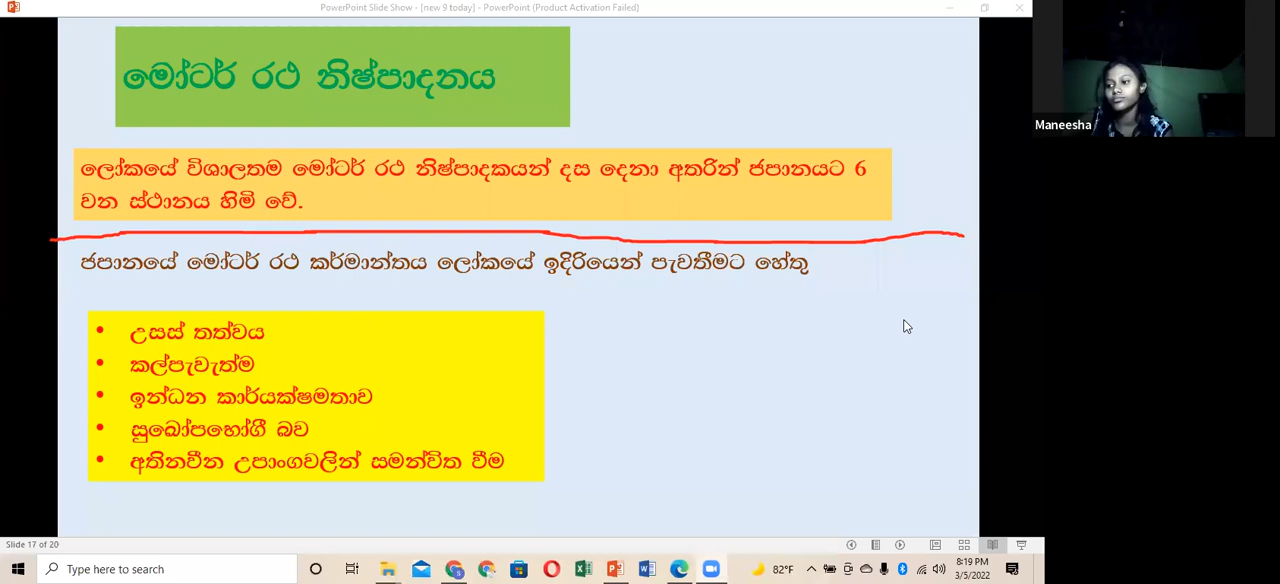 PowerPoint Slide Show - [new 9 today] - PowerPoint (Product Activation Failed)
මෝටර් රථ නිෂ්පාදනය
ලෝකයේ විශාලතම මෝටර් රථ නිෂ්පාදකයන් දස දෙනා අතරින් ජපානයට 6
වන ස්ථානය හිමි වේ.
ජපානයේ මෝටර් රථ කර්මාන්තය ලෝකයේ ඉදිරියෙන් පැවතීමට හේතු
• උසස් තත්වය
• කල්පැවැත්ම
• ඉන්ධන කාර්යක්ෂමතාව
• සුඛෝපභෝගී බව
• අතිනවීන උපාංගවලින් සමන්විත වීම
Maneesha
Slide 17 of 20
Type here to search
82°F
8:19 PM
3/5/2022